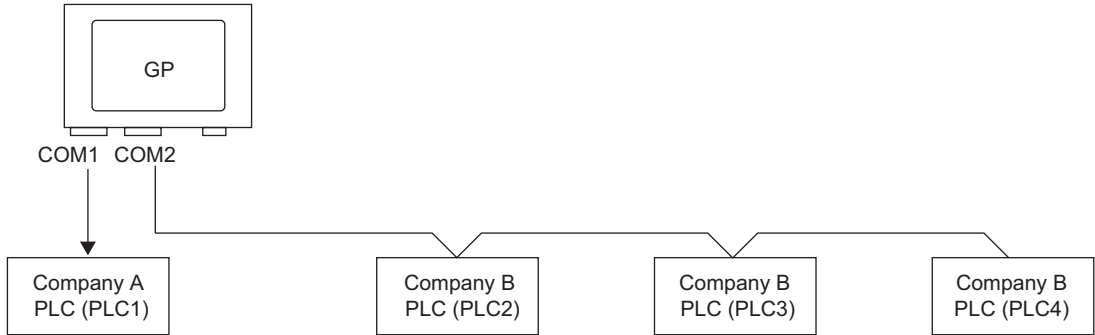 GP
COM1 COM2
Company A
PLC (PLC1)
Company B
PLC (PLC2)
Company B
PLC (PLC3)
Company B
PLC (PLC4)